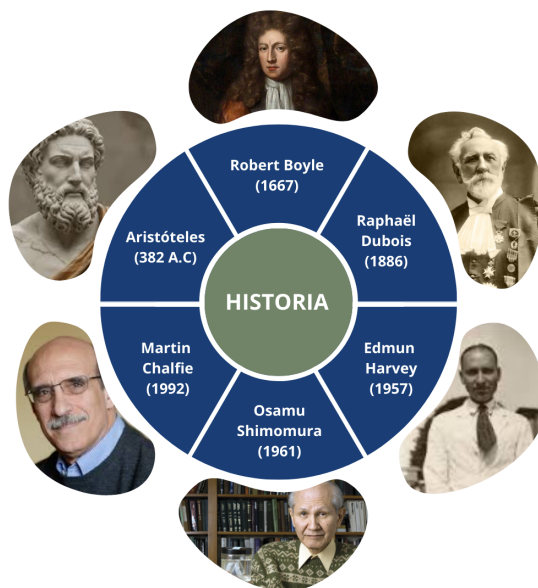 Robert Boyle
(1667)
Raphaël
Dubois
(1886)
Edmun
Harvey
(1957)
Osamu
Shimomura
(1961)
Martin
Chalfie
(1992)
Aristóteles
(382 A.C)
HISTORIA